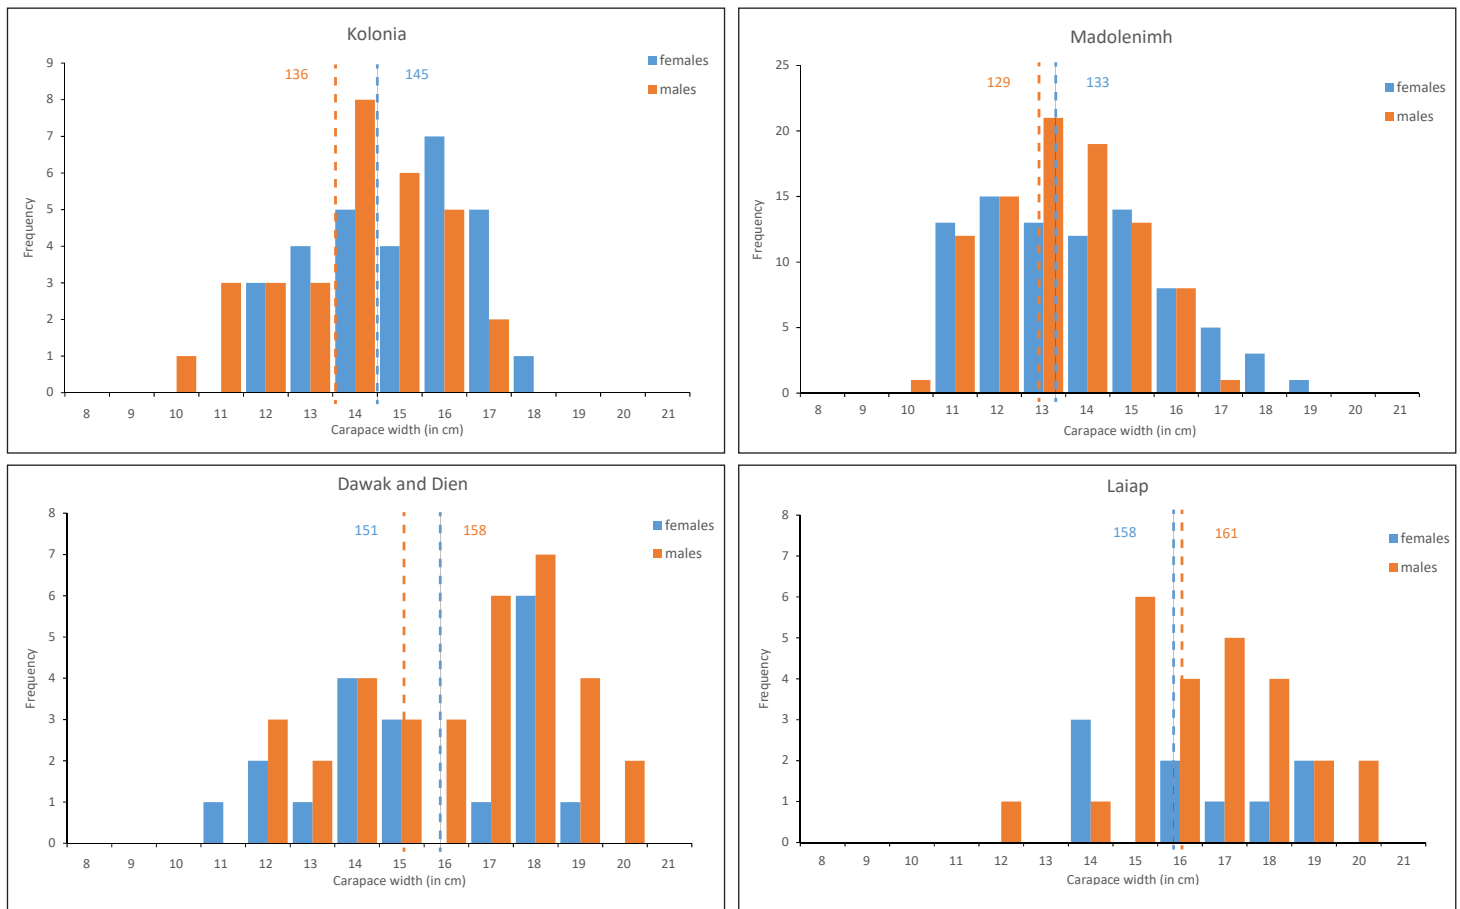 Kolonia
females
males
136
145
9
8
7
6
5
4
3
2
1
0
Frequency
8 9 10 11 12 13 14 15 16 17 18 19 20 21
Carapace width (in cm)
Madolenimh
females
males
129
133
25
20
15
10
5
0
Frequency
8 9 10 11 12 13 14 15 16 17 18 19 20 21
Carapace width (in cm)
Dawak and Dien
females
males
151
158
8
7
6
5
4
3
2
1
0
Frequency
8 9 10 11 12 13 14 15 16 17 18 19 20 21
Carapace width (in cm)
Laiap
females
males
158
161
8
7
6
5
4
3
2
1
0
Frequency
8 9 10 11 12 13 14 15 16 17 18 19 20 21
Carapace width (in cm)